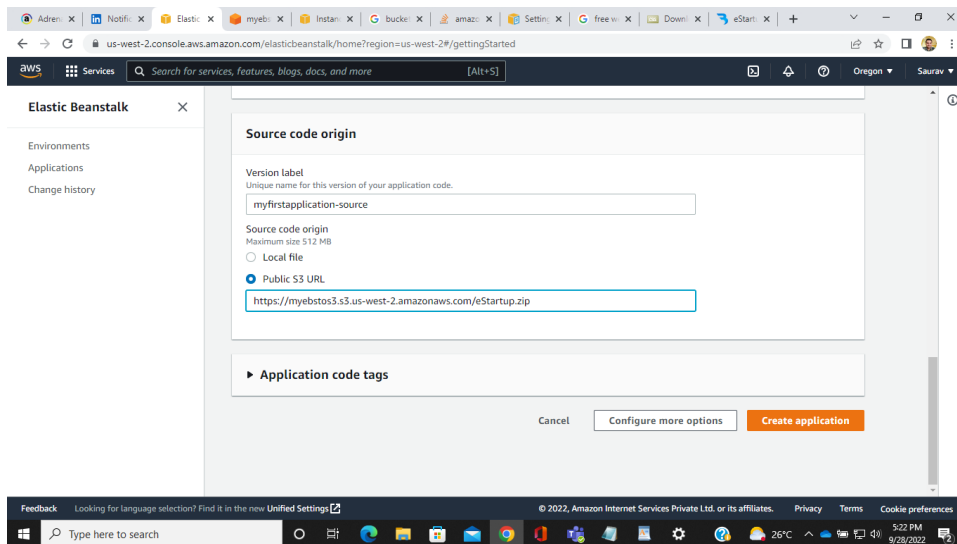 Adren
Notific
Elastic
myebs
Instanc
bucket
amazo
Setting
free w
Downl
eStart
us-west-2.console.aws.amazon.com/elasticbeanstalk/home?region=us-west-2#/gettingStarted
aws
Services
Search for services, features, blogs, docs, and more
[Alt+S]
Oregon
Saurav
Elastic Beanstalk
Environments
Applications
Change history
Source code origin
Version label
Unique name for this version of your application code.
myfirstapplication-source
Source code origin
Maximum size 512 MB
Local file
Public S3 URL
https://myebstos3.s3.us-west-2.amazonaws.com/eStartup.zip
Application code tags
Cancel
Configure more options
Create application
Feedback
Looking for language selection? Find it in the new Unified Settings
© 2022, Amazon Internet Services Private Ltd. or its affiliates.
Privacy
Terms
Cookie preferences
Type here to search
26°C
5:22 PM
9/28/2022
2